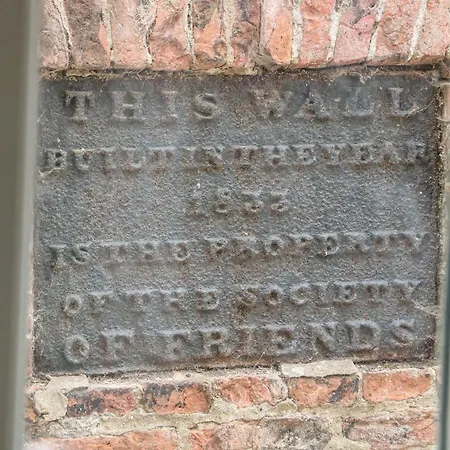 THIS WALL
BUILT IN THE YEAR
1833
IS THE PROPERTY
OF THE SOCIETY
OF FRIENDS